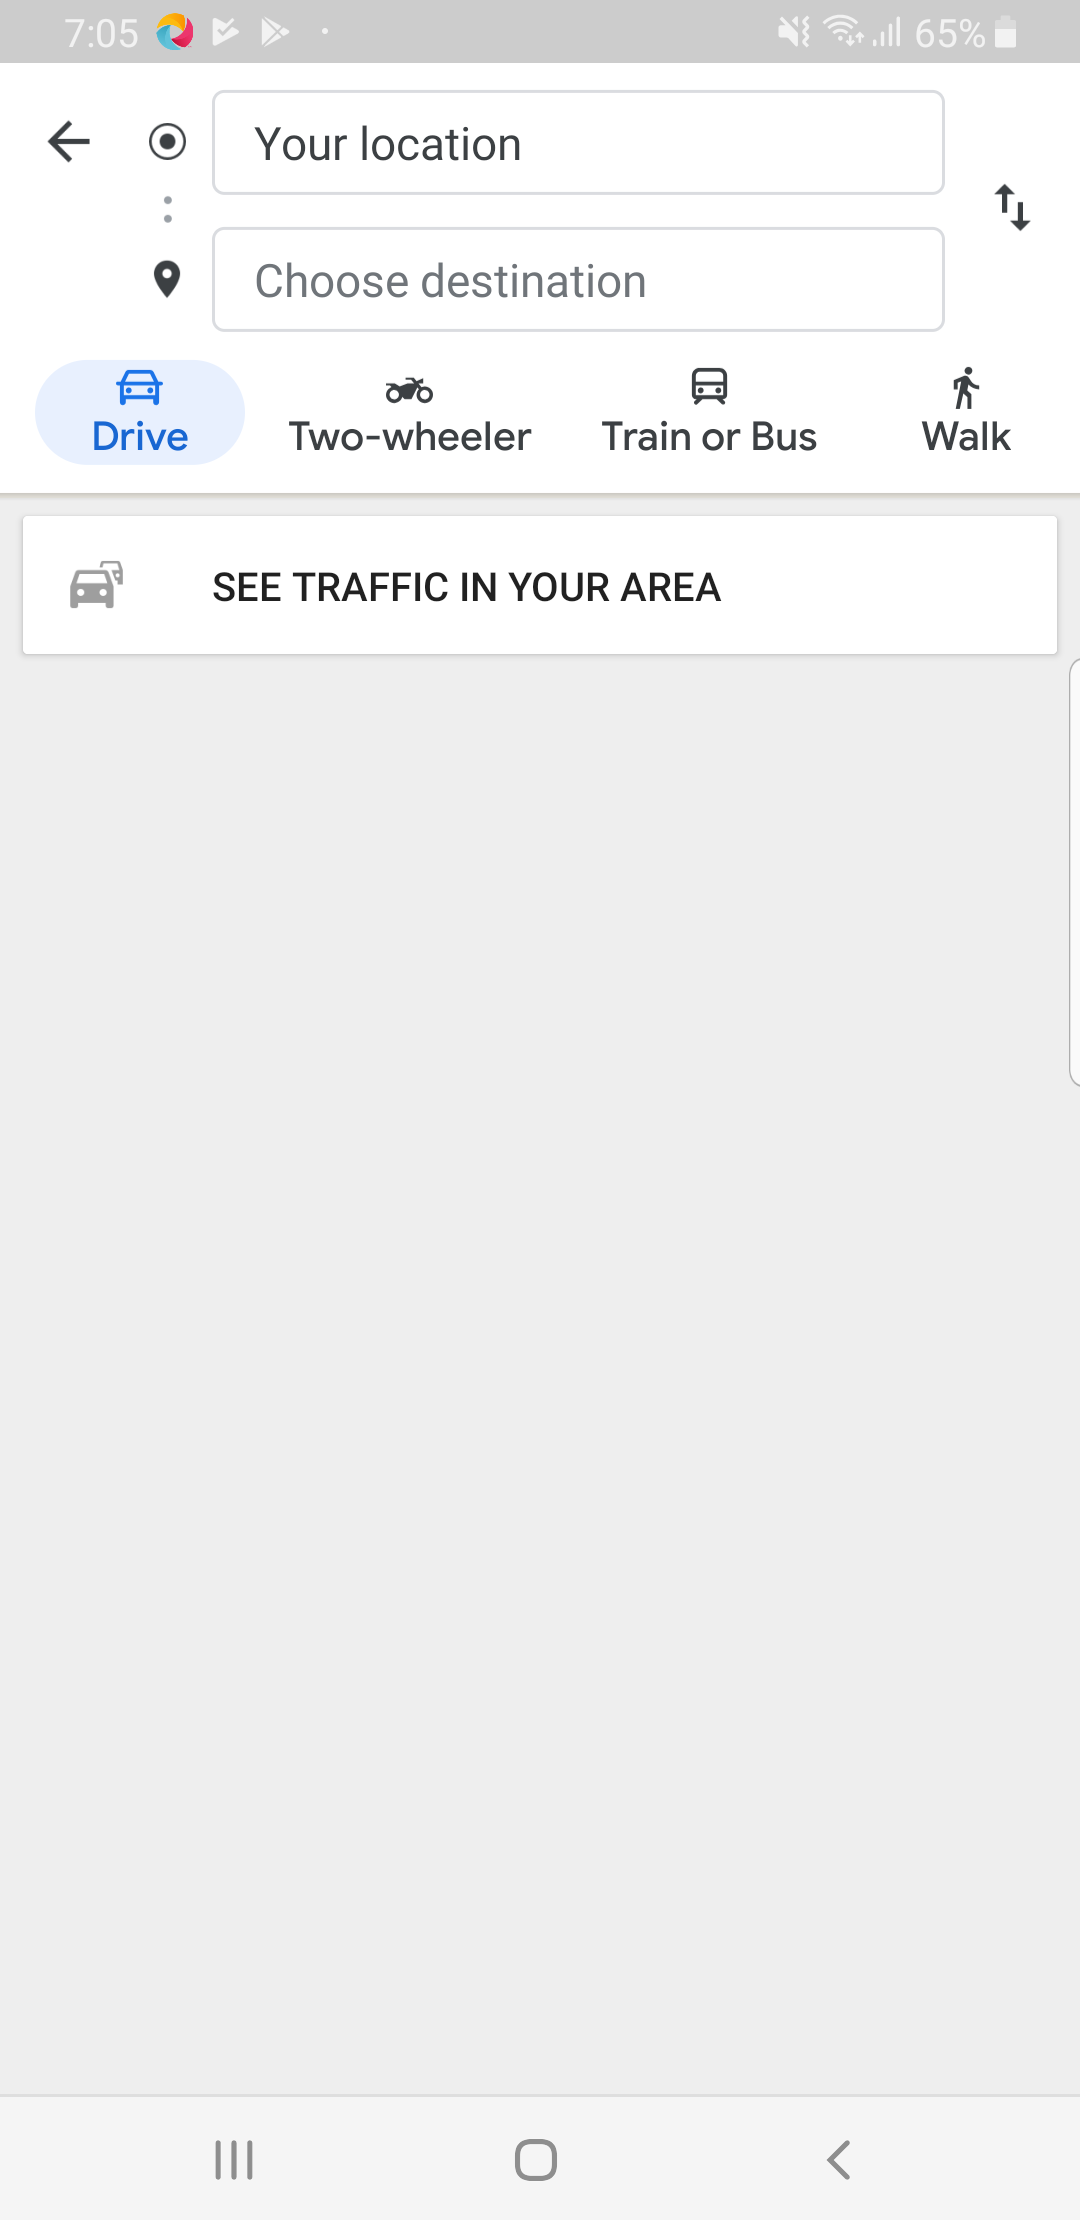 7:05 65%
Your location
Choose destination
Drive Two-wheeler Train or Bus Walk
SEE TRAFFIC IN YOUR AREA